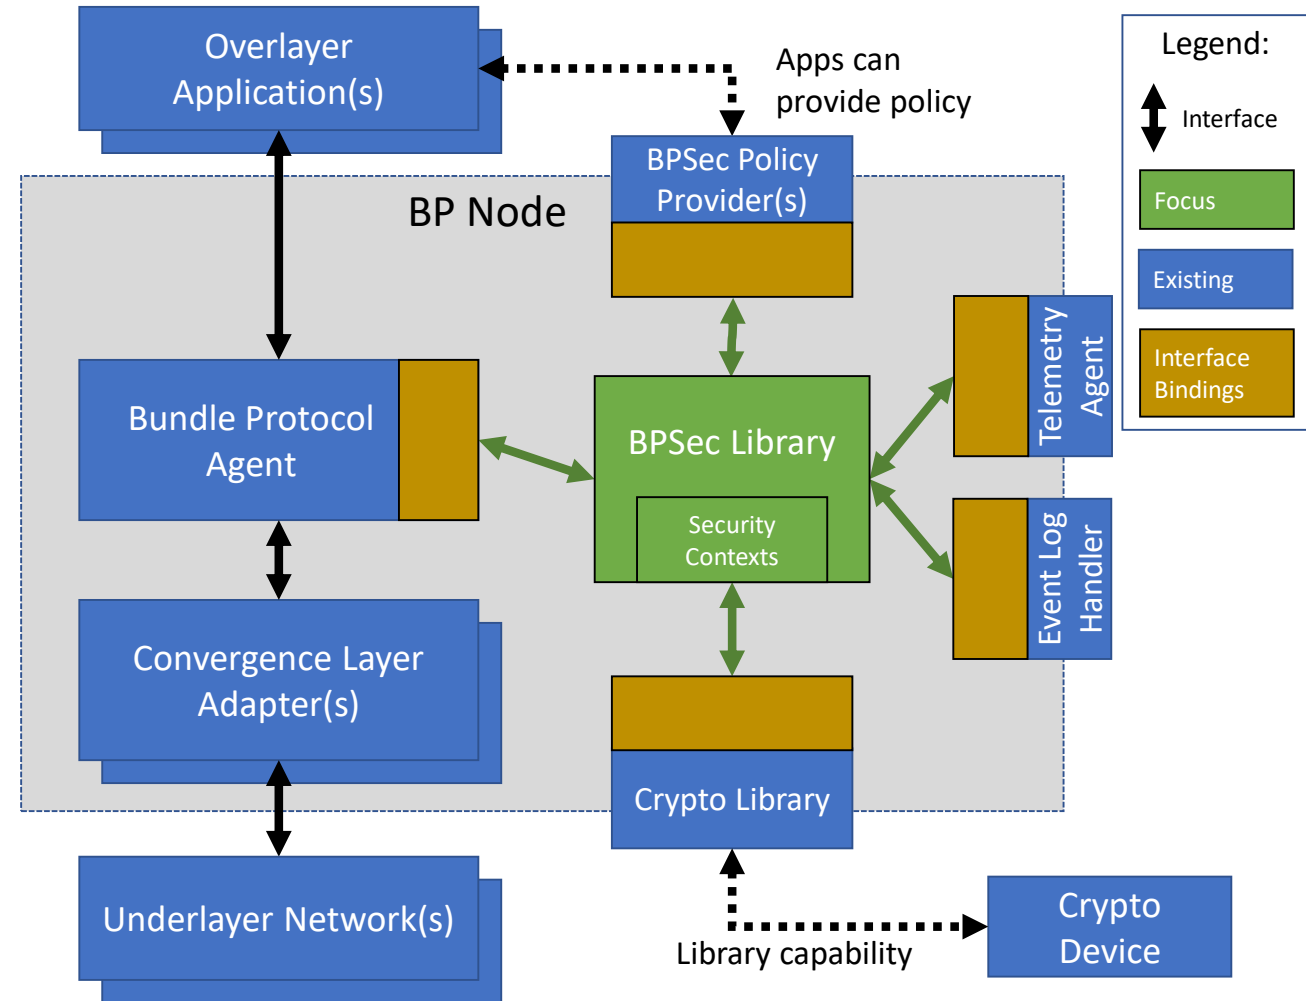 Overlayer
Application(s)
Apps can
provide policy
Legend:
Interface
Focus
Existing
Interface
Bindings
BP Node
BPSec Policy
Provider(s)
Telemetry
Agent
Bundle Protocol
Agent
BPSec Library
Security
Contexts
Event Log
Handler
Convergence Layer
Adapter(s)
Crypto Library
Underlayer Network(s)
Library capability
Crypto
Device